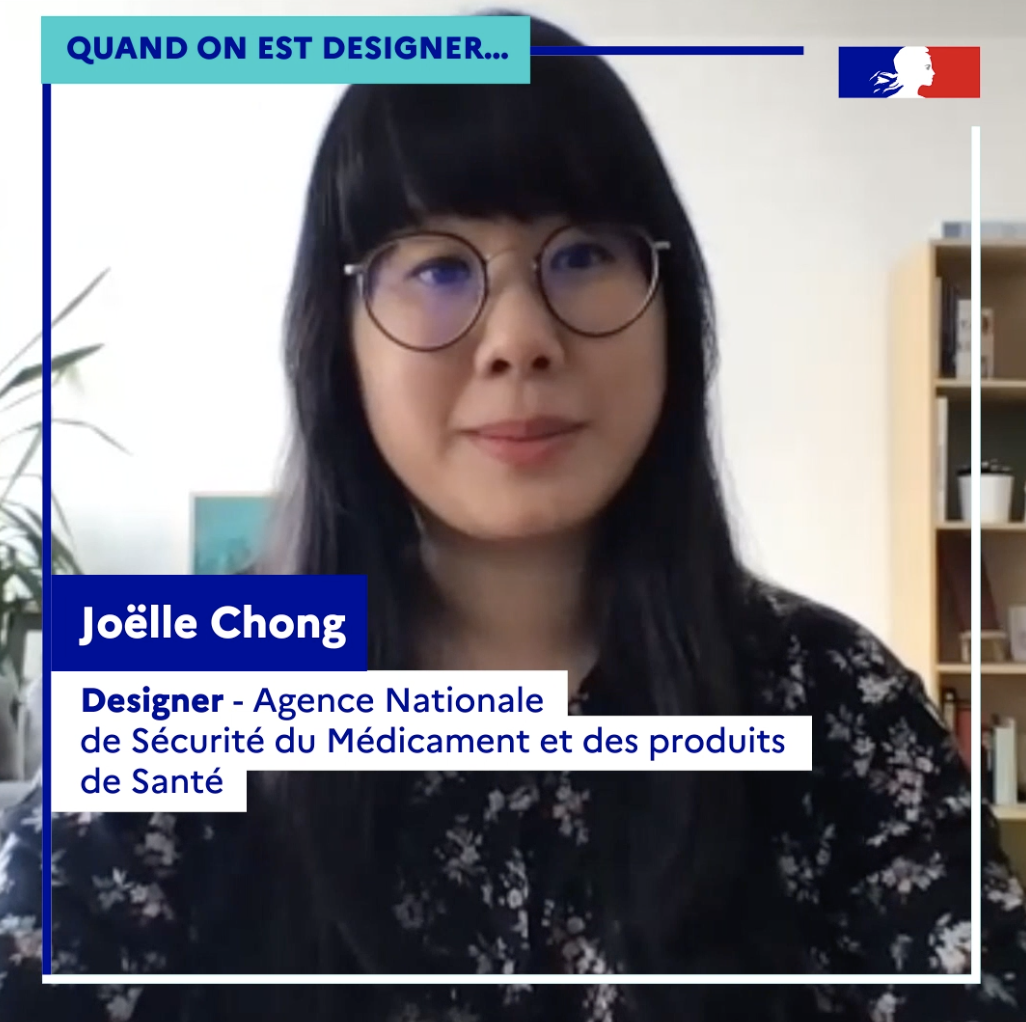 QUAND ON EST DESIGNER...
Joëlle Chong
Designer - Agence Nationale
de Sécurité du Médicament et des produits
de Santé